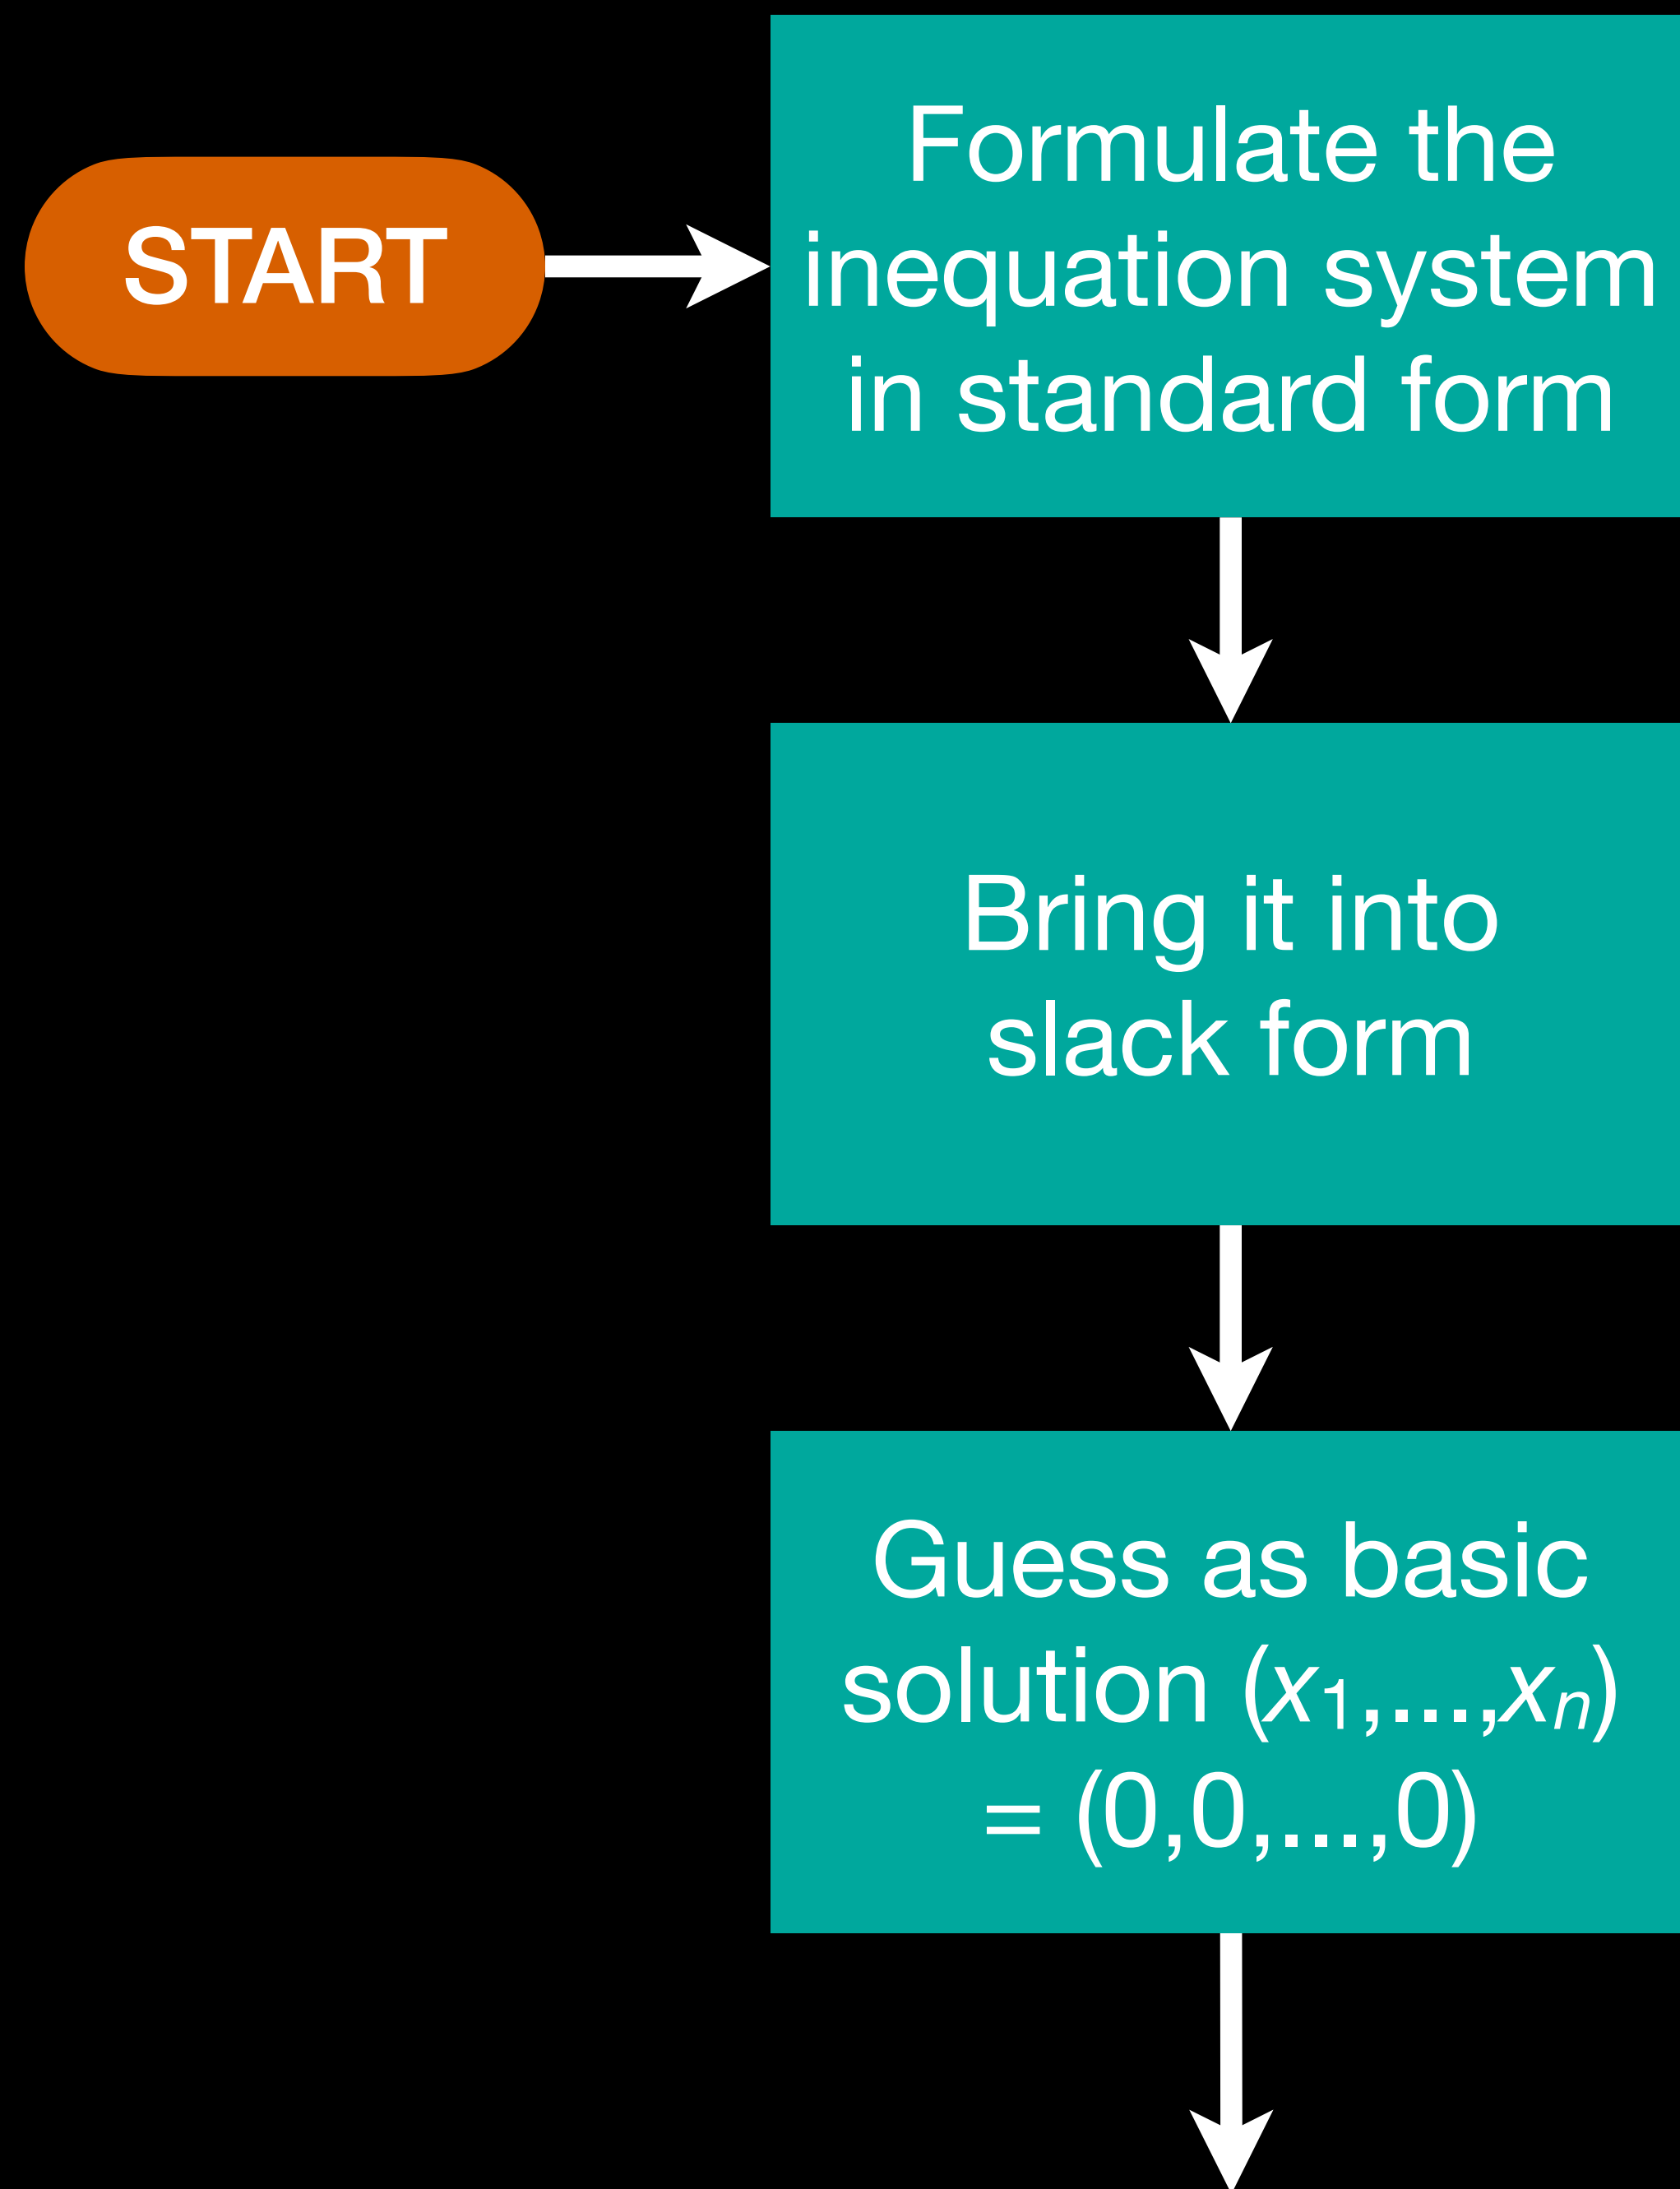 START
Formulate the
inequation system
in standard form
Bring it into
slack form
Guess as basic
solution (x₁,...,xₙ)
= (0,0,...,0)